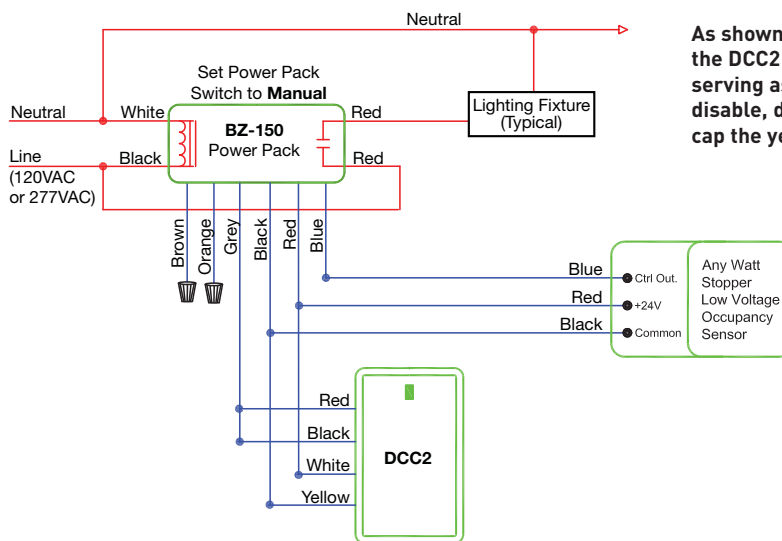 Neutral
As shown
the DCC2
serving as
disable, d
cap the ye
Set Power Pack
Switch to Manual
Neutral
White
Red
BZ-150
Power Pack
Lighting Fixture
(Typical)
Line
(120VAC
or 277VAC)
Black
Red
Brown
Orange
Grey
Black
Red
Blue
Blue
Ctrl Out.
Red
+24V
Black
Common
Any Watt
Stopper
Low Voltage
Occupancy
Sensor
Red
Black
White
Yellow
DCC2